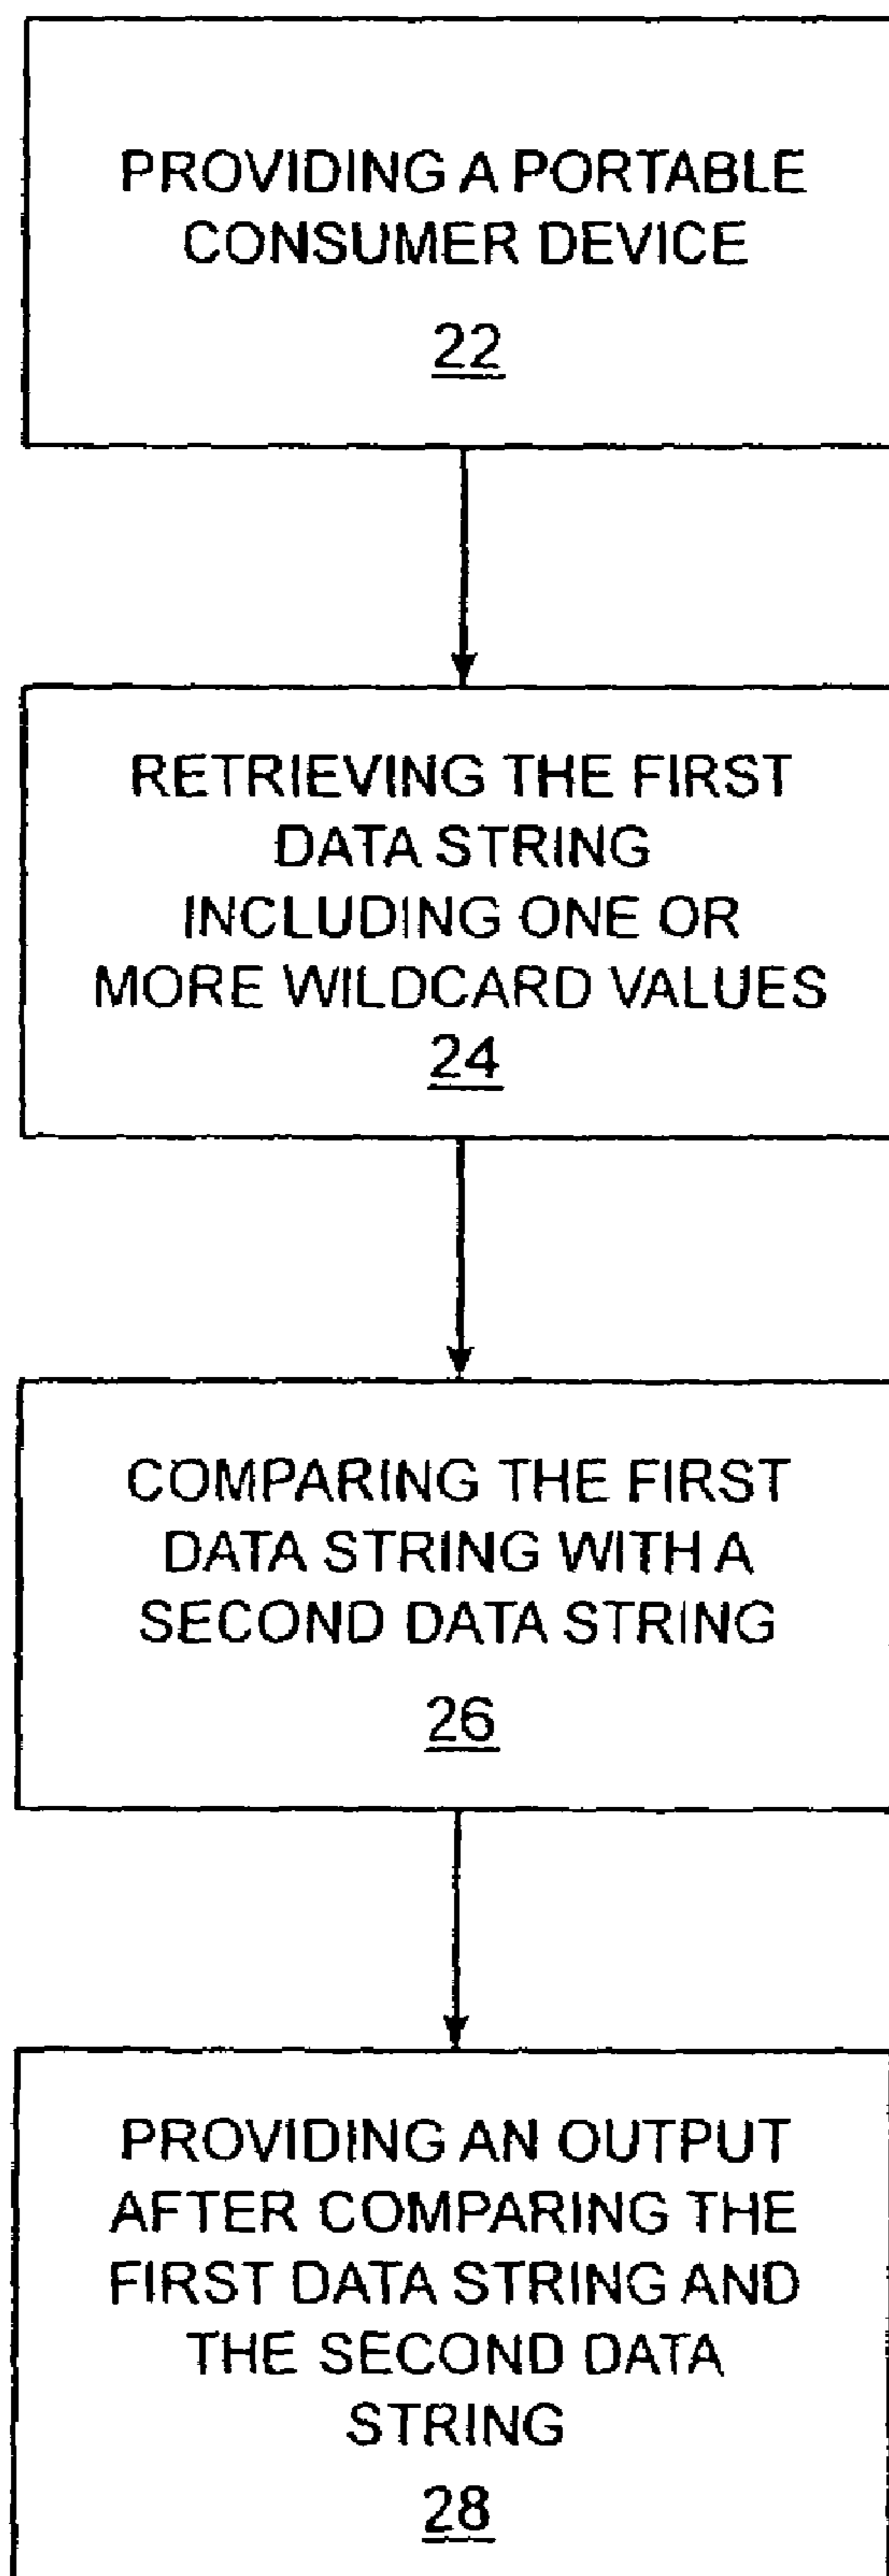 PROVIDING A PORTABLE
CONSUMER DEVICE
22
RETRIEVING THE FIRST
DATA STRING
INCLUDING ONE OR
MORE WILDCARD VALUES
24
COMPARING THE FIRST
DATA STRING WITH A
SECOND DATA STRING
26
PROVIDING AN OUTPUT
AFTER COMPARING THE
FIRST DATA STRING AND
THE SECOND DATA
STRING
28